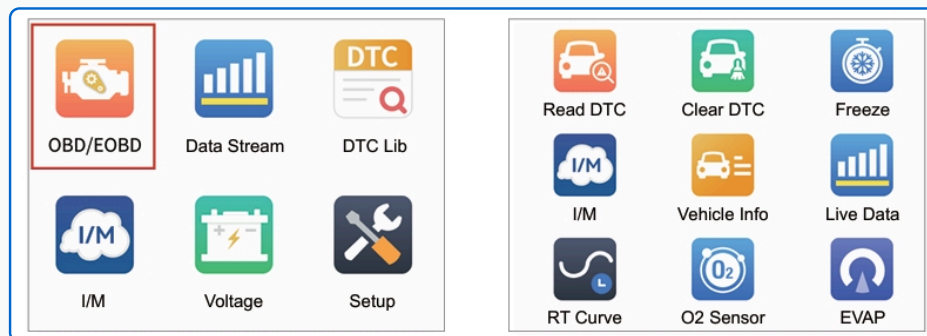 DTC
OBD/EOBD
Data Stream
DTC Lib
I/M
I/M
Voltage
Setup
Read DTC
Clear DTC
Freeze
I/M
I/M
Vehicle Info
Live Data
O2
RT Curve
O2 Sensor
EVAP